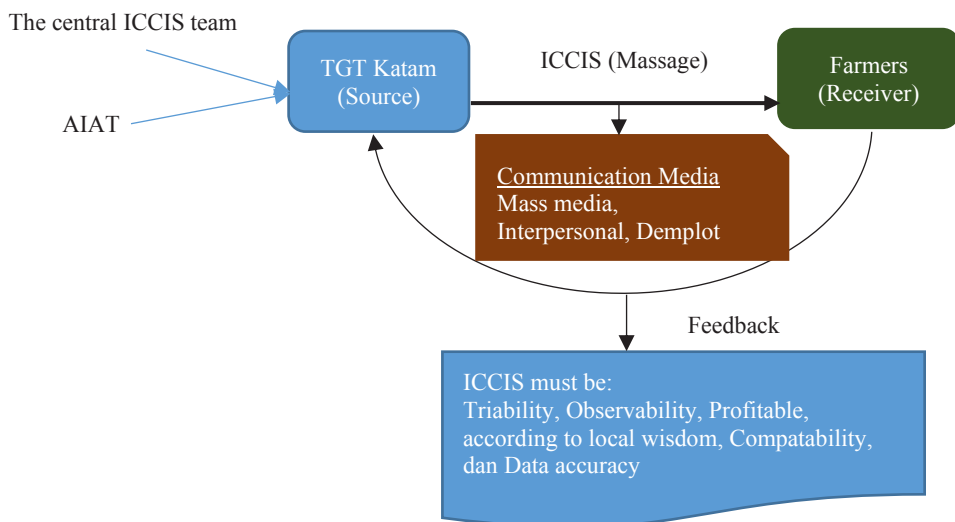 The central ICCIS team
AIAT
TGT Katam
(Source)
ICCIS (Massage)
Farmers
(Receiver)
Communication Media
Mass media,
Interpersonal, Demplot
Feedback
ICCIS must be:
Triability, Observability, Profitable,
according to local wisdom, Compatability,
dan Data accuracy